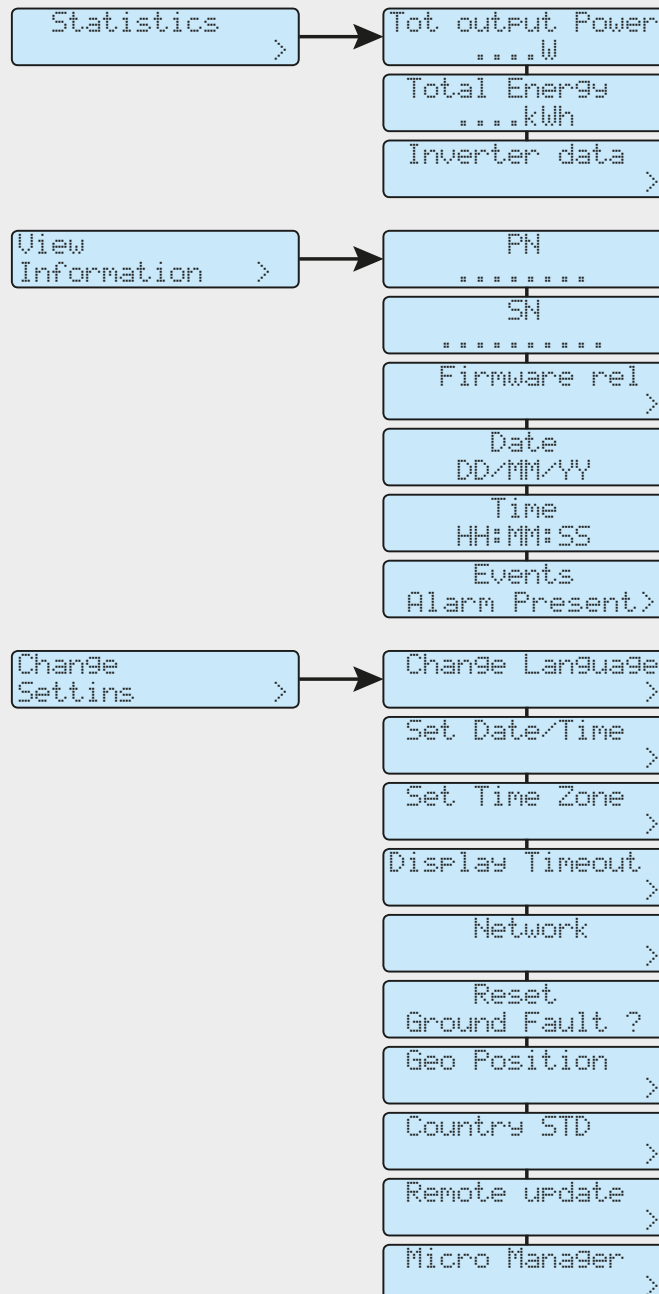 Statistics
>
Tot output Power
....W
Total Energy
....kWh
Inverter data
>
View
Information >
PN
........
SN
..........
Firmware rel
>
Date
DD/MM/YY
Time
HH:MM:SS
Events
Alarm Present>
Change
Settins >
Change Language
>
Set Date/Time
>
Set Time Zone
>
Display Timeout
>
Network
>
Reset
Ground Fault ?
Geo Position
>
Country STD
>
Remote update
>
Micro Manager
>